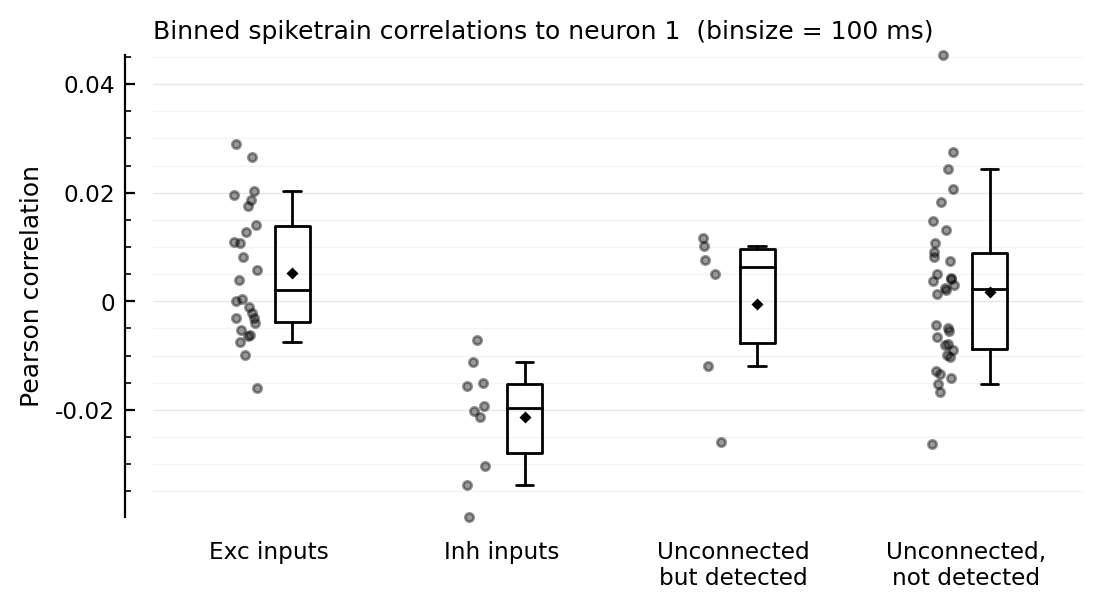 Binned spiketrain correlations to neuron 1  (binsize = 100 ms)
Pearson correlation
0.04
0.02
0
-0.02
Exc inputs
Inh inputs
Unconnected
but detected
Unconnected,
not detected